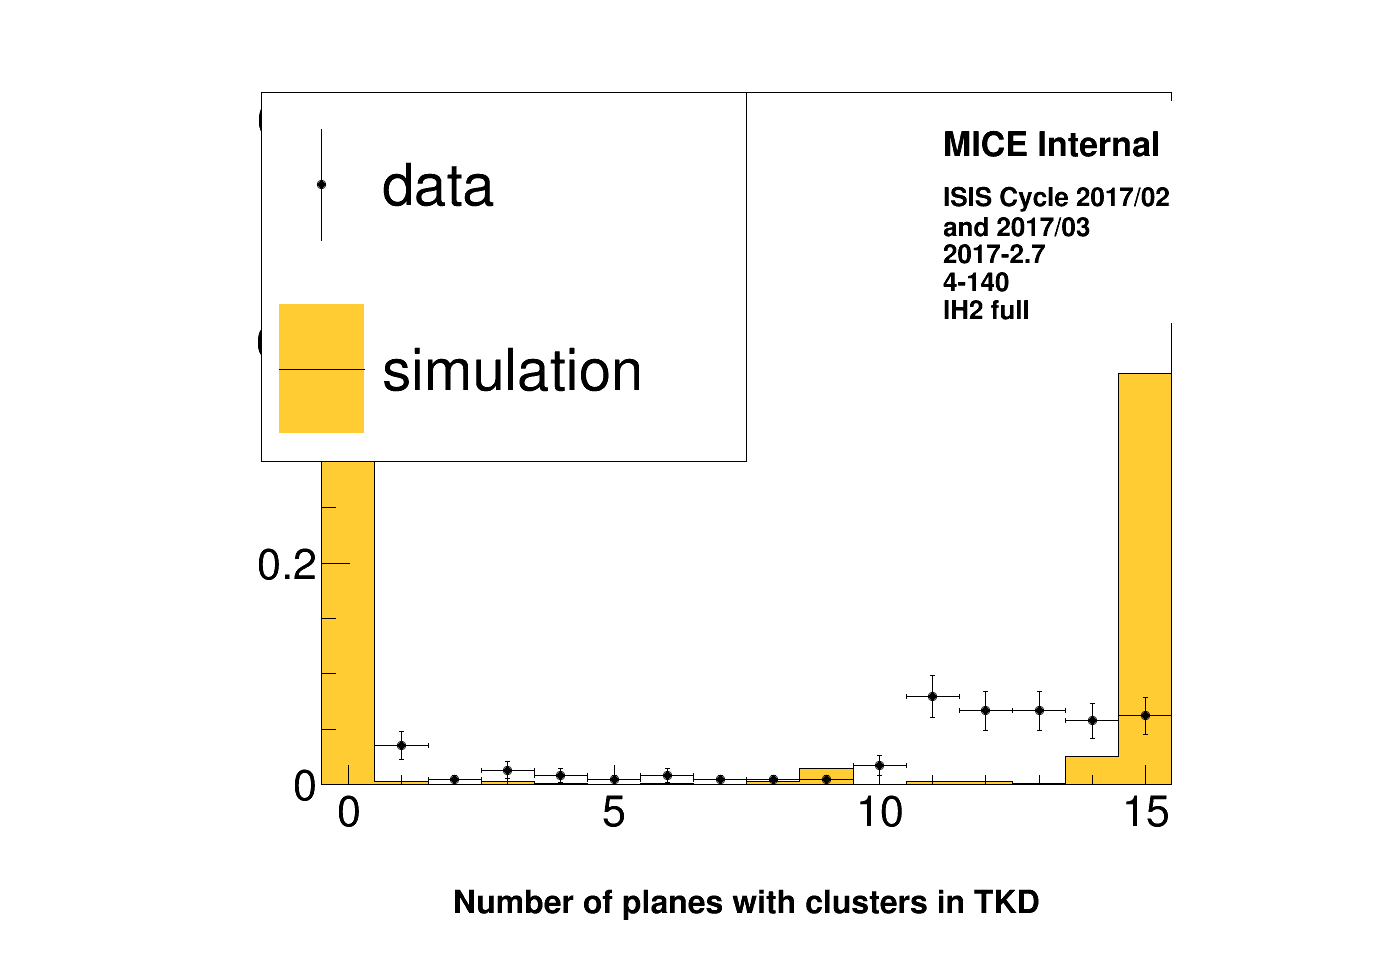 data
simulation
MICE Internal
ISIS Cycle 2017/02
and 2017/03
2017-2.7
4-140
IH2 full
0.2
0
0 5 10 15
Number of planes with clusters in TKD